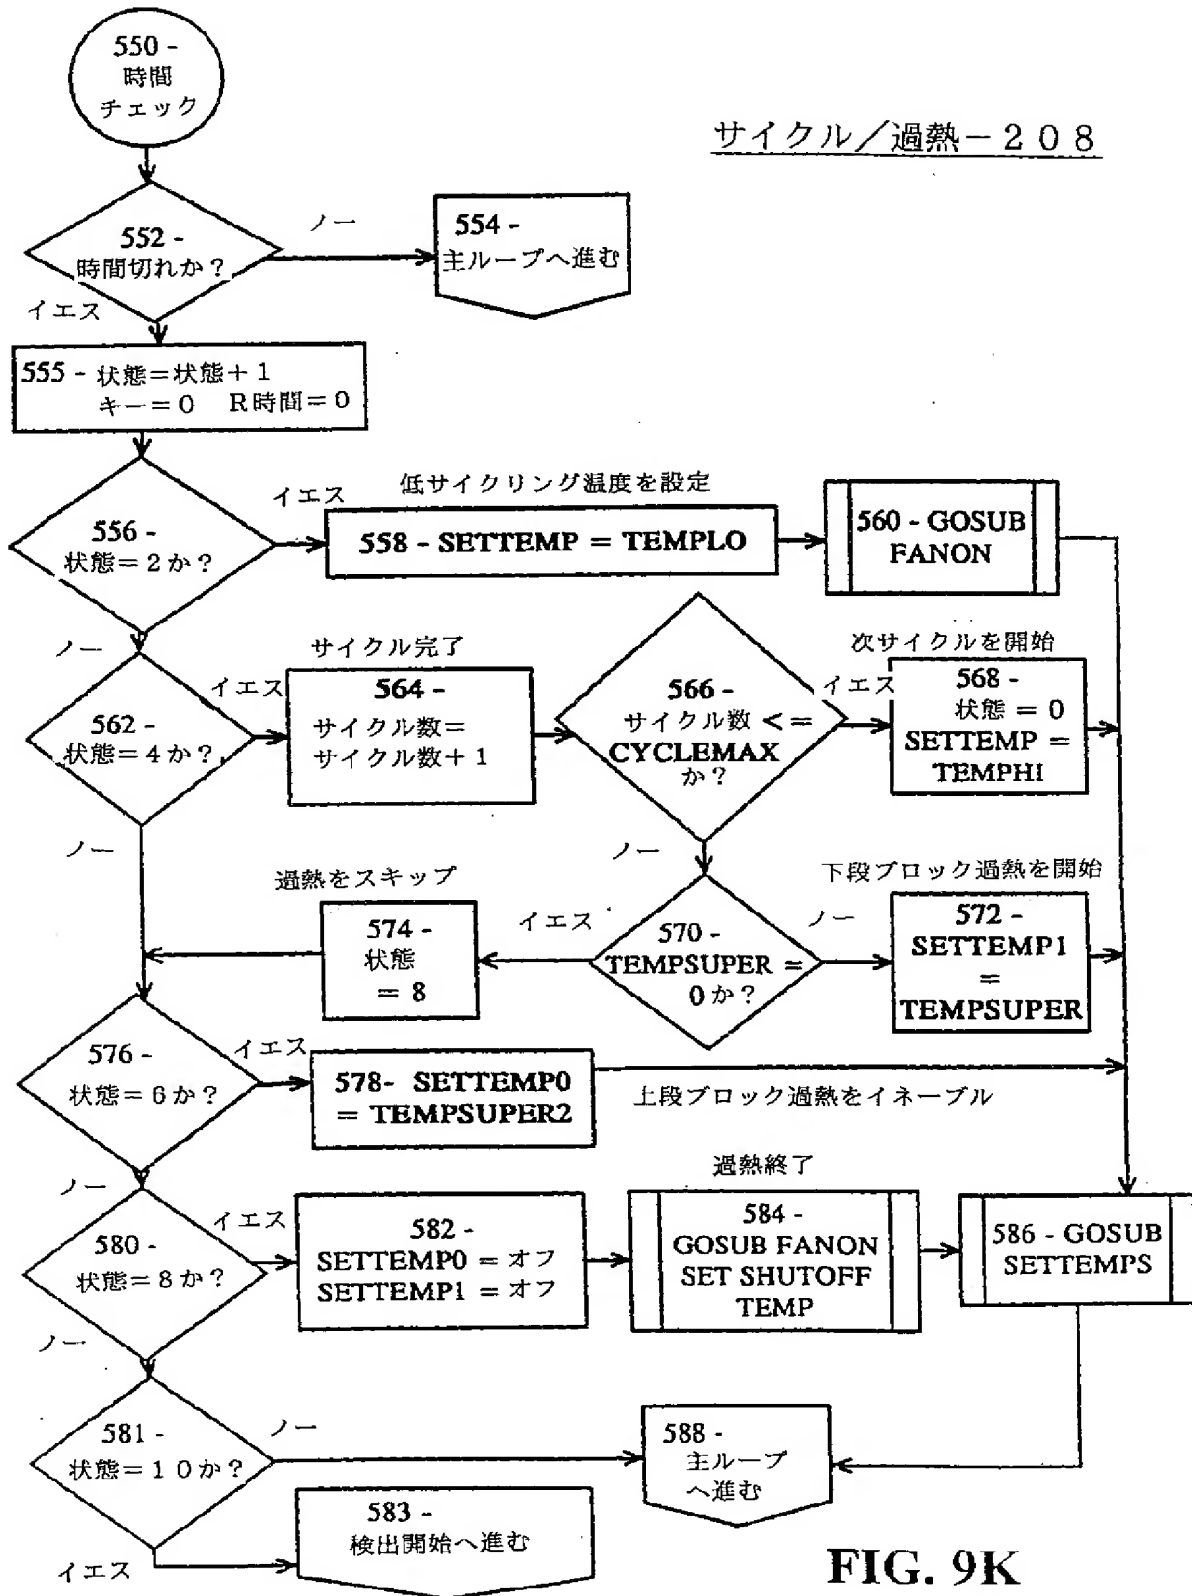 550 -
時間
チェック
サイクル／過熱－２０８
552 -
時間切れか？
ノー
554 -
主ループへ進む
イエス
555 - 状態＝状態＋１
キー＝０　Ｒ時間＝０
556 -
状態＝２か？
イエス
低サイクリング温度を設定
558 - SETTEMP = TEMPLO
560 - GOSUB
FANON
ノー
562 -
状態＝４か？
イエス
サイクル完了
564 -
サイクル数＝
サイクル数＋１
566 -
サイクル数 <=
CYCLEMAX
か？
イエス
次サイクルを開始
568 -
状態 = 0
SETTEMP =
TEMPHI
ノー
ノー
過熱をスキップ
574 -
状態
= 8
イエス
570 -
TEMPSUPER =
0 か？
ノー
下段ブロック過熱を開始
572 -
SETTEMP1
=
TEMPSUPER
576 -
状態＝６か？
イエス
578- SETTEMP0
= TEMPSUPER2
上段ブロック過熱をイネーブル
ノー
580 -
状態＝８か？
イエス
582 -
SETTEMP0 = オフ
SETTEMP1 = オフ
過熱終了
584 -
GOSUB FANON
SET SHUTOFF
TEMP
586 - GOSUB
SETTEMPS
ノー
581 -
状態＝１０か？
ノー
588 -
主ループ
へ進む
イエス
583 -
検出開始へ進む
FIG. 9K